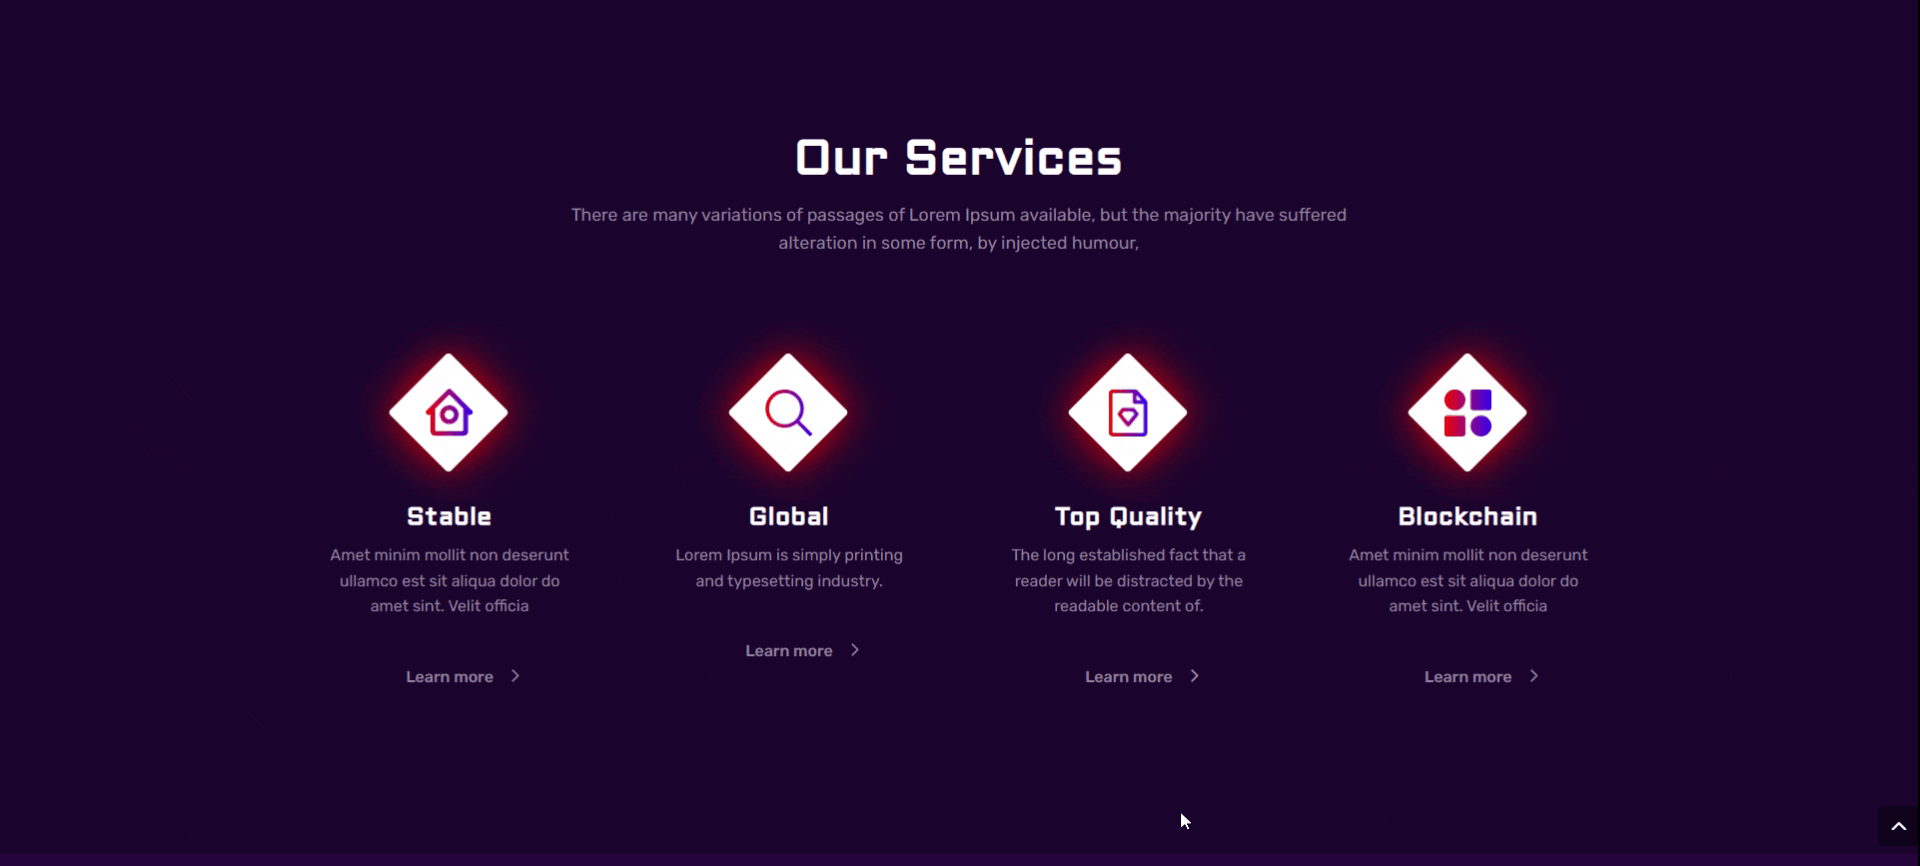 Our Services
There are many variations of passages of Lorem Ipsum available, but the majority have suffered
alteration in some form, by injected humour,
Stable
Amet minim mollit non deserunt
ullamco est sit aliqua dolor do
amet sint. Velit officia
Learn more
Global
Lorem Ipsum is simply printing
and typesetting industry.
Learn more
Top Quality
The long established fact that a
reader will be distracted by the
readable content of.
Learn more
Blockchain
Amet minim mollit non deserunt
ullamco est sit aliqua dolor do
amet sint. Velit officia
Learn more